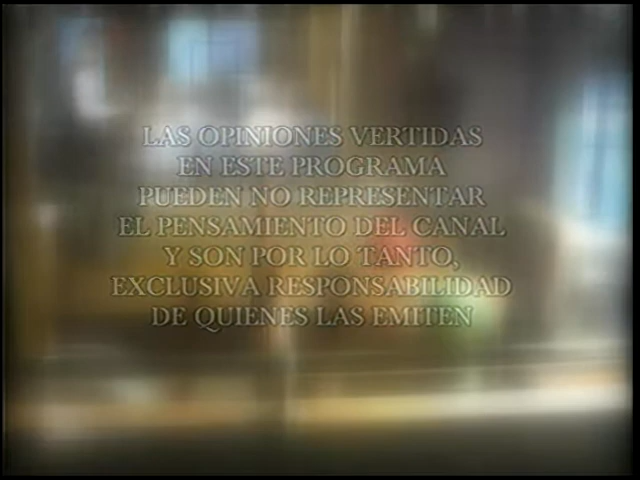 LAS OPINIONES VERTIDAS
EN ESTE PROGRAMA
PUEDEN NO REPRESENTAR
EL PENSAMIENTO DEL CANAL
Y SON POR LO TANTO,
EXCLUSIVA RESPONSABILIDAD
DE QUIENES LAS EMITEN